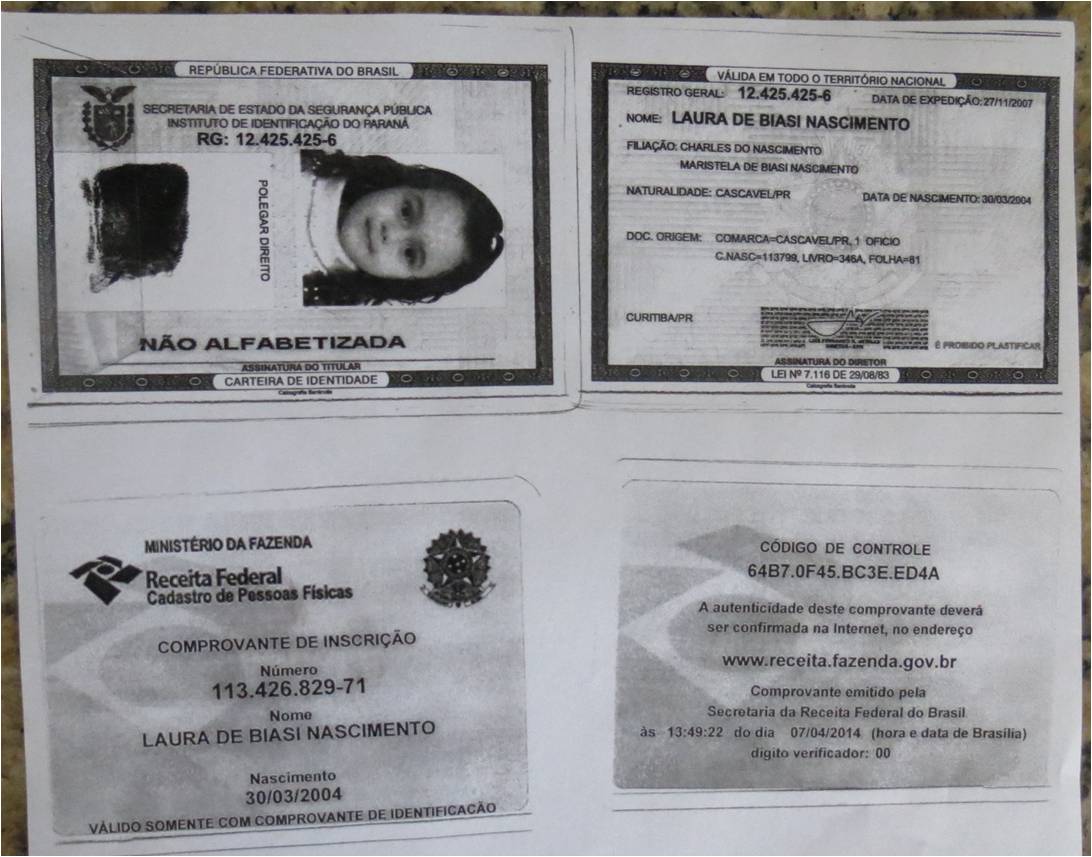 REPÚBLICA FEDERATIVA DO BRASIL
SECRETARIA DE ESTADO DA SEGURANÇA PÚBLICA
INSTITUTO DE IDENTIFICAÇÃO DO PARANÁ
RG: 12.425.425-6
POLEGAR DIREITO
NÃO ALFABETIZADA
ASSINATURA DO TITULAR
CARTEIRA DE IDENTIDADE
VÁLIDA EM TODO O TERRITÓRIO NACIONAL
REGISTRO GERAL: 12.425.425-6 DATA DE EXPEDIÇÃO: 27/11/2007
NOME: LAURA DE BIASI NASCIMENTO
FILIAÇÃO: CHARLES DO NASCIMENTO
MARISTELA DE BIASI NASCIMENTO
NATURALIDADE: CASCAVEL/PR DATA DE NASCIMENTO: 30/03/2004
DOC. ORIGEM: COMARCA=CASCAVEL/PR, 1 OFICIO
C.NASC=113799, LIVRO=346A, FOLHA=81
CURITIBA/PR
É PROIBIDO PLASTIFICAR
ASSINATURA DO DIRETOR
LEI Nº 7.116 DE 29/08/83
MINISTÉRIO DA FAZENDA
Receita Federal
Cadastro de Pessoas Físicas
COMPROVANTE DE INSCRIÇÃO
Número
113.426.829-71
Nome
LAURA DE BIASI NASCIMENTO
Nascimento
30/03/2004
VÁLIDO SOMENTE COM COMPROVANTE DE IDENTIFICAÇÃO
CÓDIGO DE CONTROLE
64B7.0F45.BC3E.ED4A
A autenticidade deste comprovante deverá
ser confirmada na Internet, no endereço
www.receita.fazenda.gov.br
Comprovante emitido pela
Secretaria da Receita Federal do Brasil
às 13:49:22 do dia 07/04/2014 (hora e data de Brasília)
digito verificador: 00